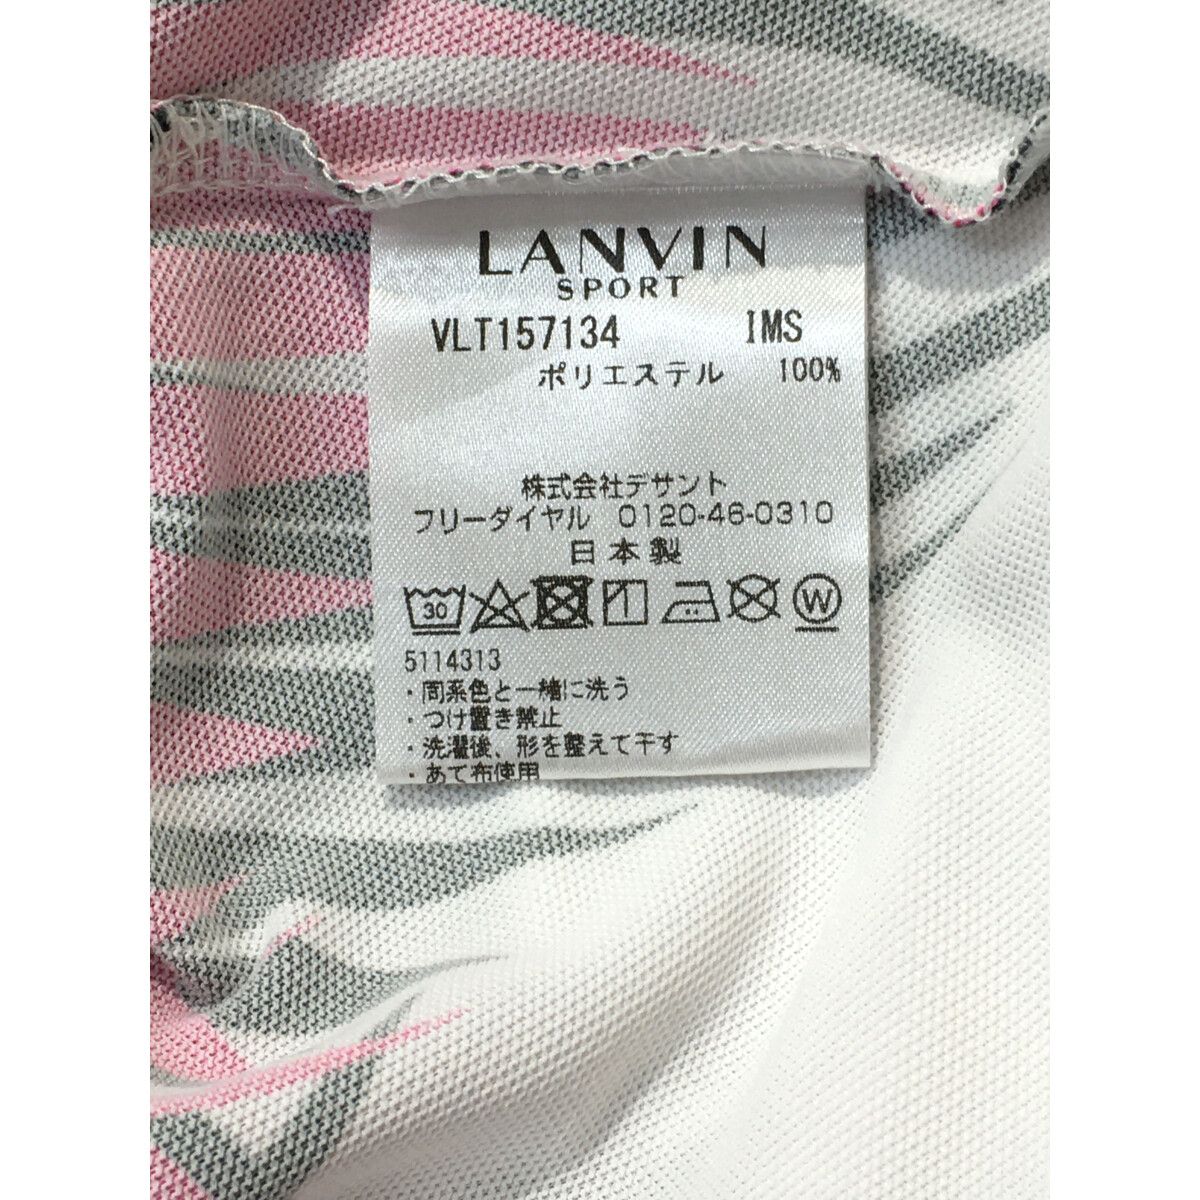 LANVIN
SPORT
VLT157134 IMS
ポリエステル 100%
株式会社デサント
フリーダイヤル 0120-46-0310
日本製
30 W
5114313
・同系色と一緒に洗う
・つけ置き禁止
・洗濯後、形を整えて干す
・あて布使用